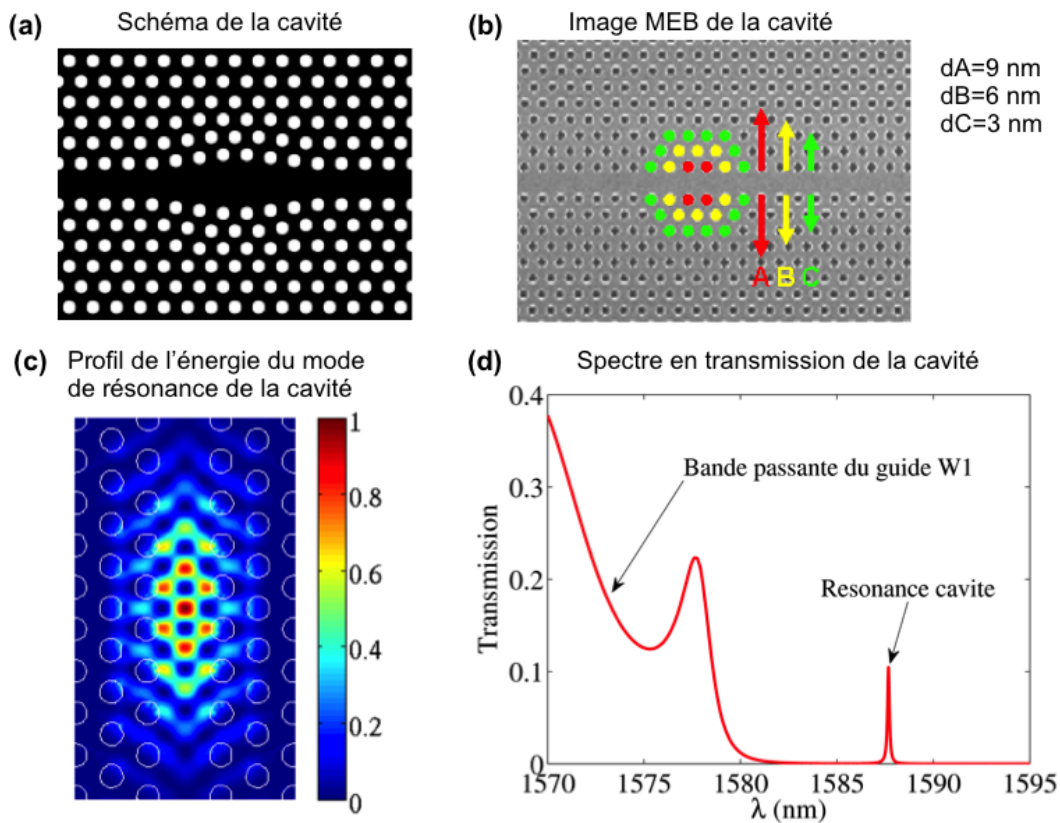 (a)
Schéma de la cavité
(b)
Image MEB de la cavité
dA=9 nm
dB=6 nm
dC=3 nm
A B C
(c)
Profil de l'énergie du mode
de résonance de la cavité
1
0.8
0.6
0.4
0.2
0
(d)
Spectre en transmission de la cavité
0.4
0.3
0.2
0.1
0
Transmission
Bande passante du guide W1
Resonance cavite
1570 1575 1580 1585 1590 1595
λ (nm)